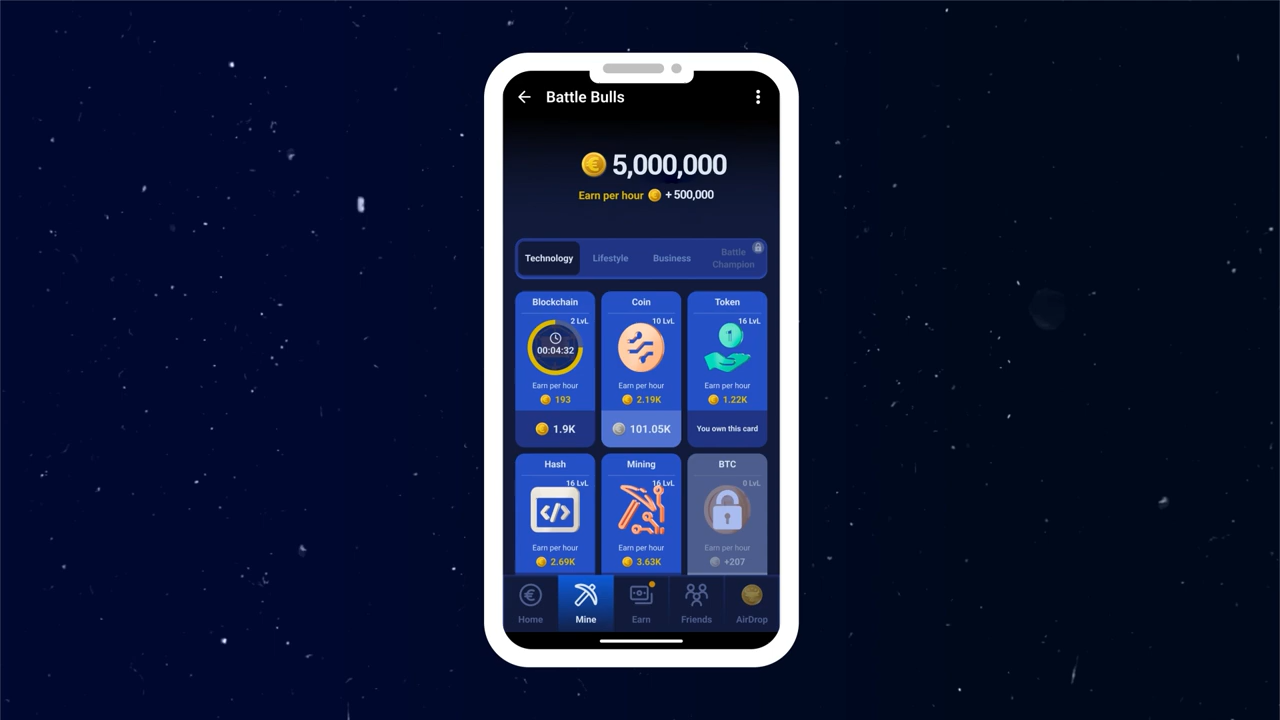 Battle Bulls
5,000,000
Earn per hour +500,000
Technology
Lifestyle
Business
Battle
Champion
Blockchain
2 LvL
00:04:32
Earn per hour
193
1.9K
Coin
10 LvL
Earn per hour
2.19K
101.05K
Token
16 LvL
1
Earn per hour
1.22K
You own this card
Hash
16 LvL
</>
Earn per hour
2.69K
Mining
16 LvL
Earn per hour
3.63K
BTC
0 LvL
Earn per hour
+207
Home
Mine
Earn
Friends
AirDrop